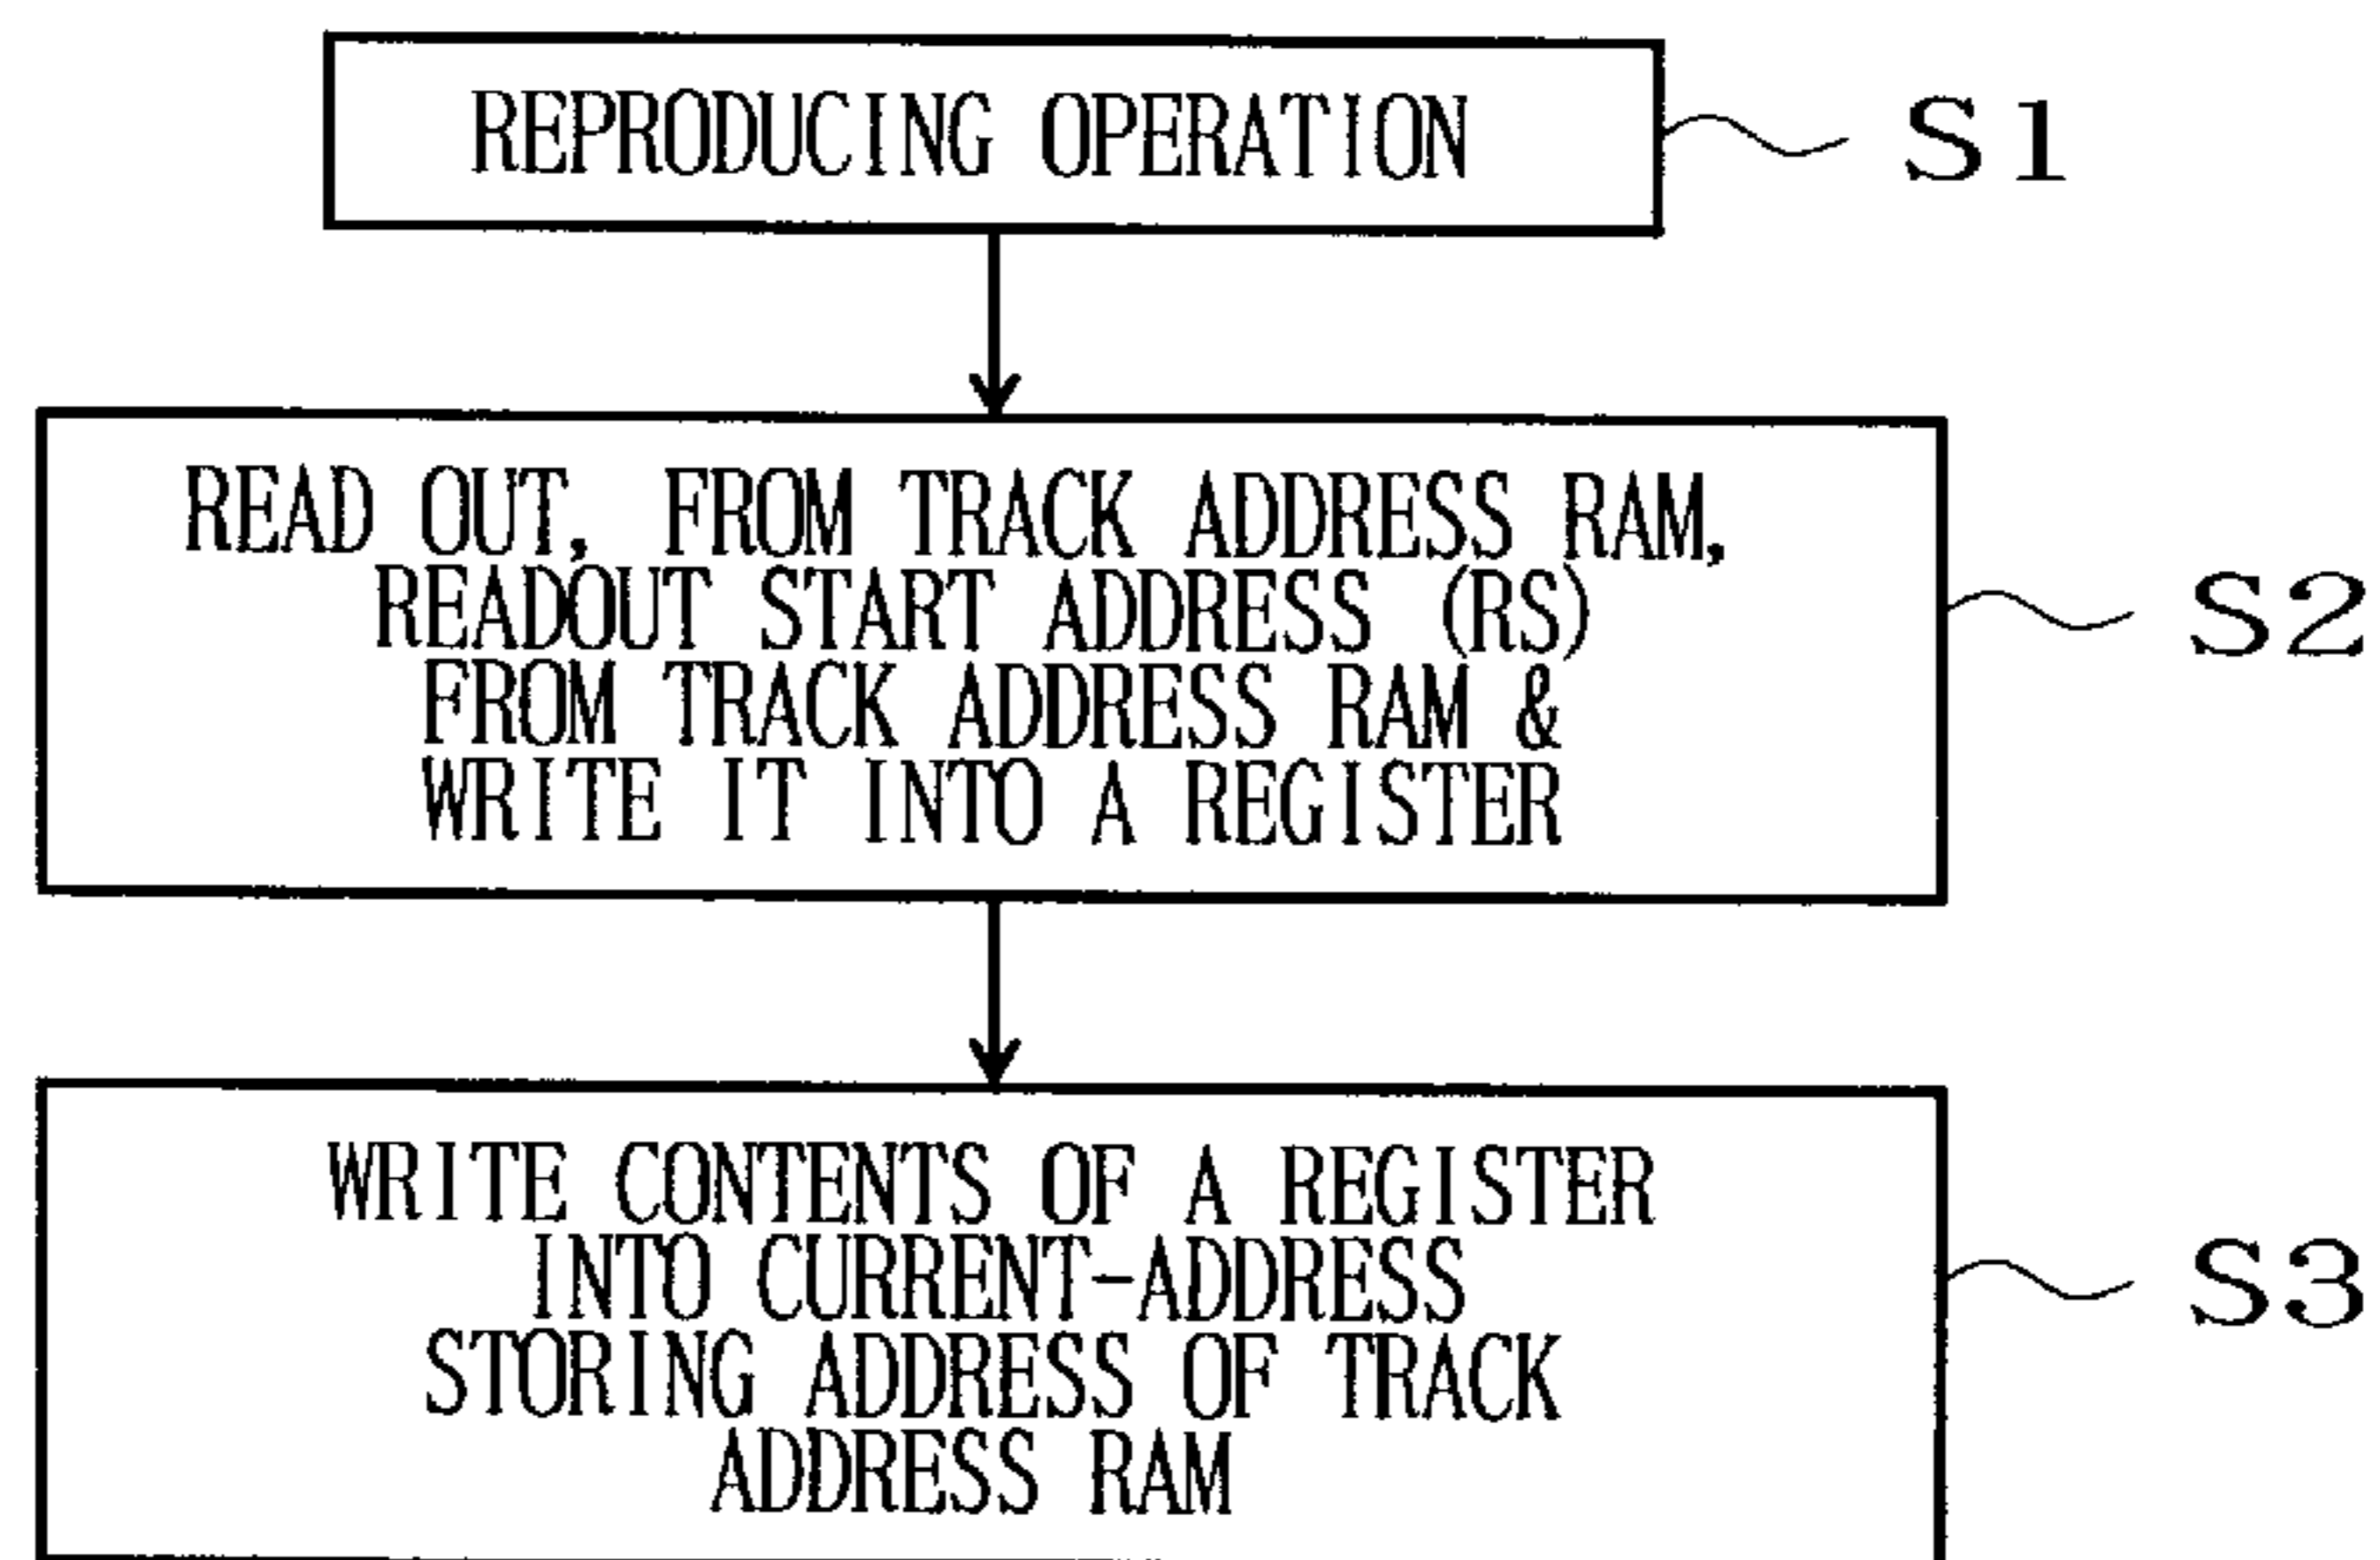 REPRODUCING OPERATION
S1
READ OUT, FROM TRACK ADDRESS RAM,
READOUT START ADDRESS (RS)
FROM TRACK ADDRESS RAM &
WRITE IT INTO A REGISTER
S2
WRITE CONTENTS OF A REGISTER
INTO CURRENT-ADDRESS
STORING ADDRESS OF TRACK
ADDRESS RAM
S3